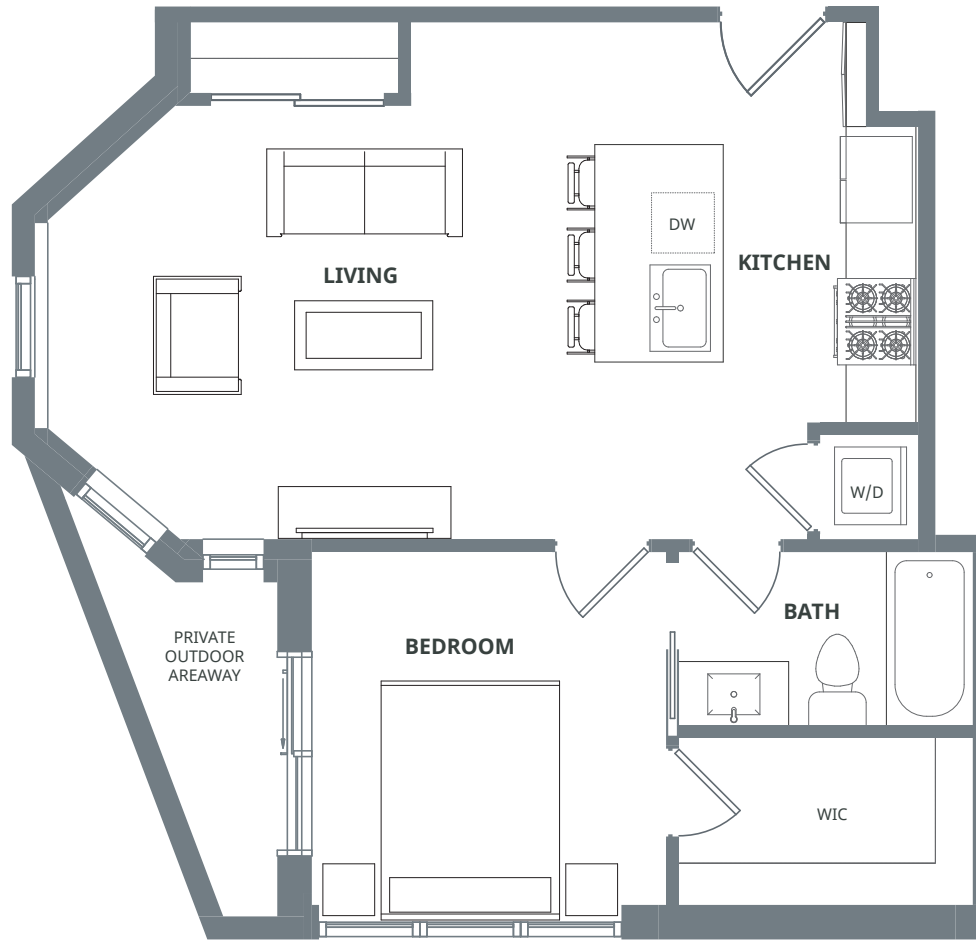 DW
KITCHEN
LIVING
W/D
BATH
PRIVATE
OUTDOOR
AREAWAY
BEDROOM
WIC